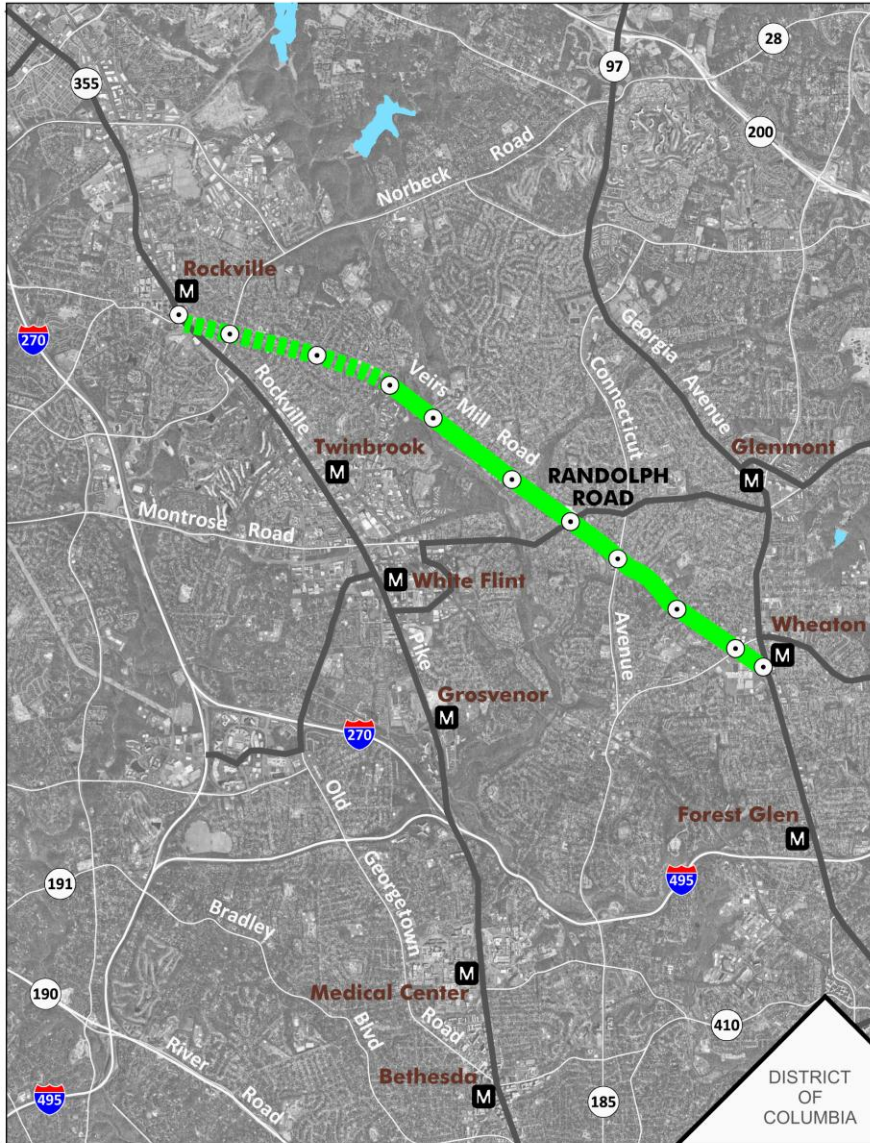 28
97
355
200
Norbeck Road
Rockville
M
270
Georgia Avenue
Connecticut
Veirs Mill Road
Rockville
Twinbrook
M
Glenmont
M
RANDOLPH
ROAD
Montrose Road
White Flint
M
Wheaton
M
Avenue
Pike
Grosvenor
M
270
Old
Forest Glen
M
495
Georgetown
191
Bradley
Medical Center
M
190
410
Road
Blvd
River
Road
Bethesda
M
495
185
DISTRICT
OF
COLUMBIA